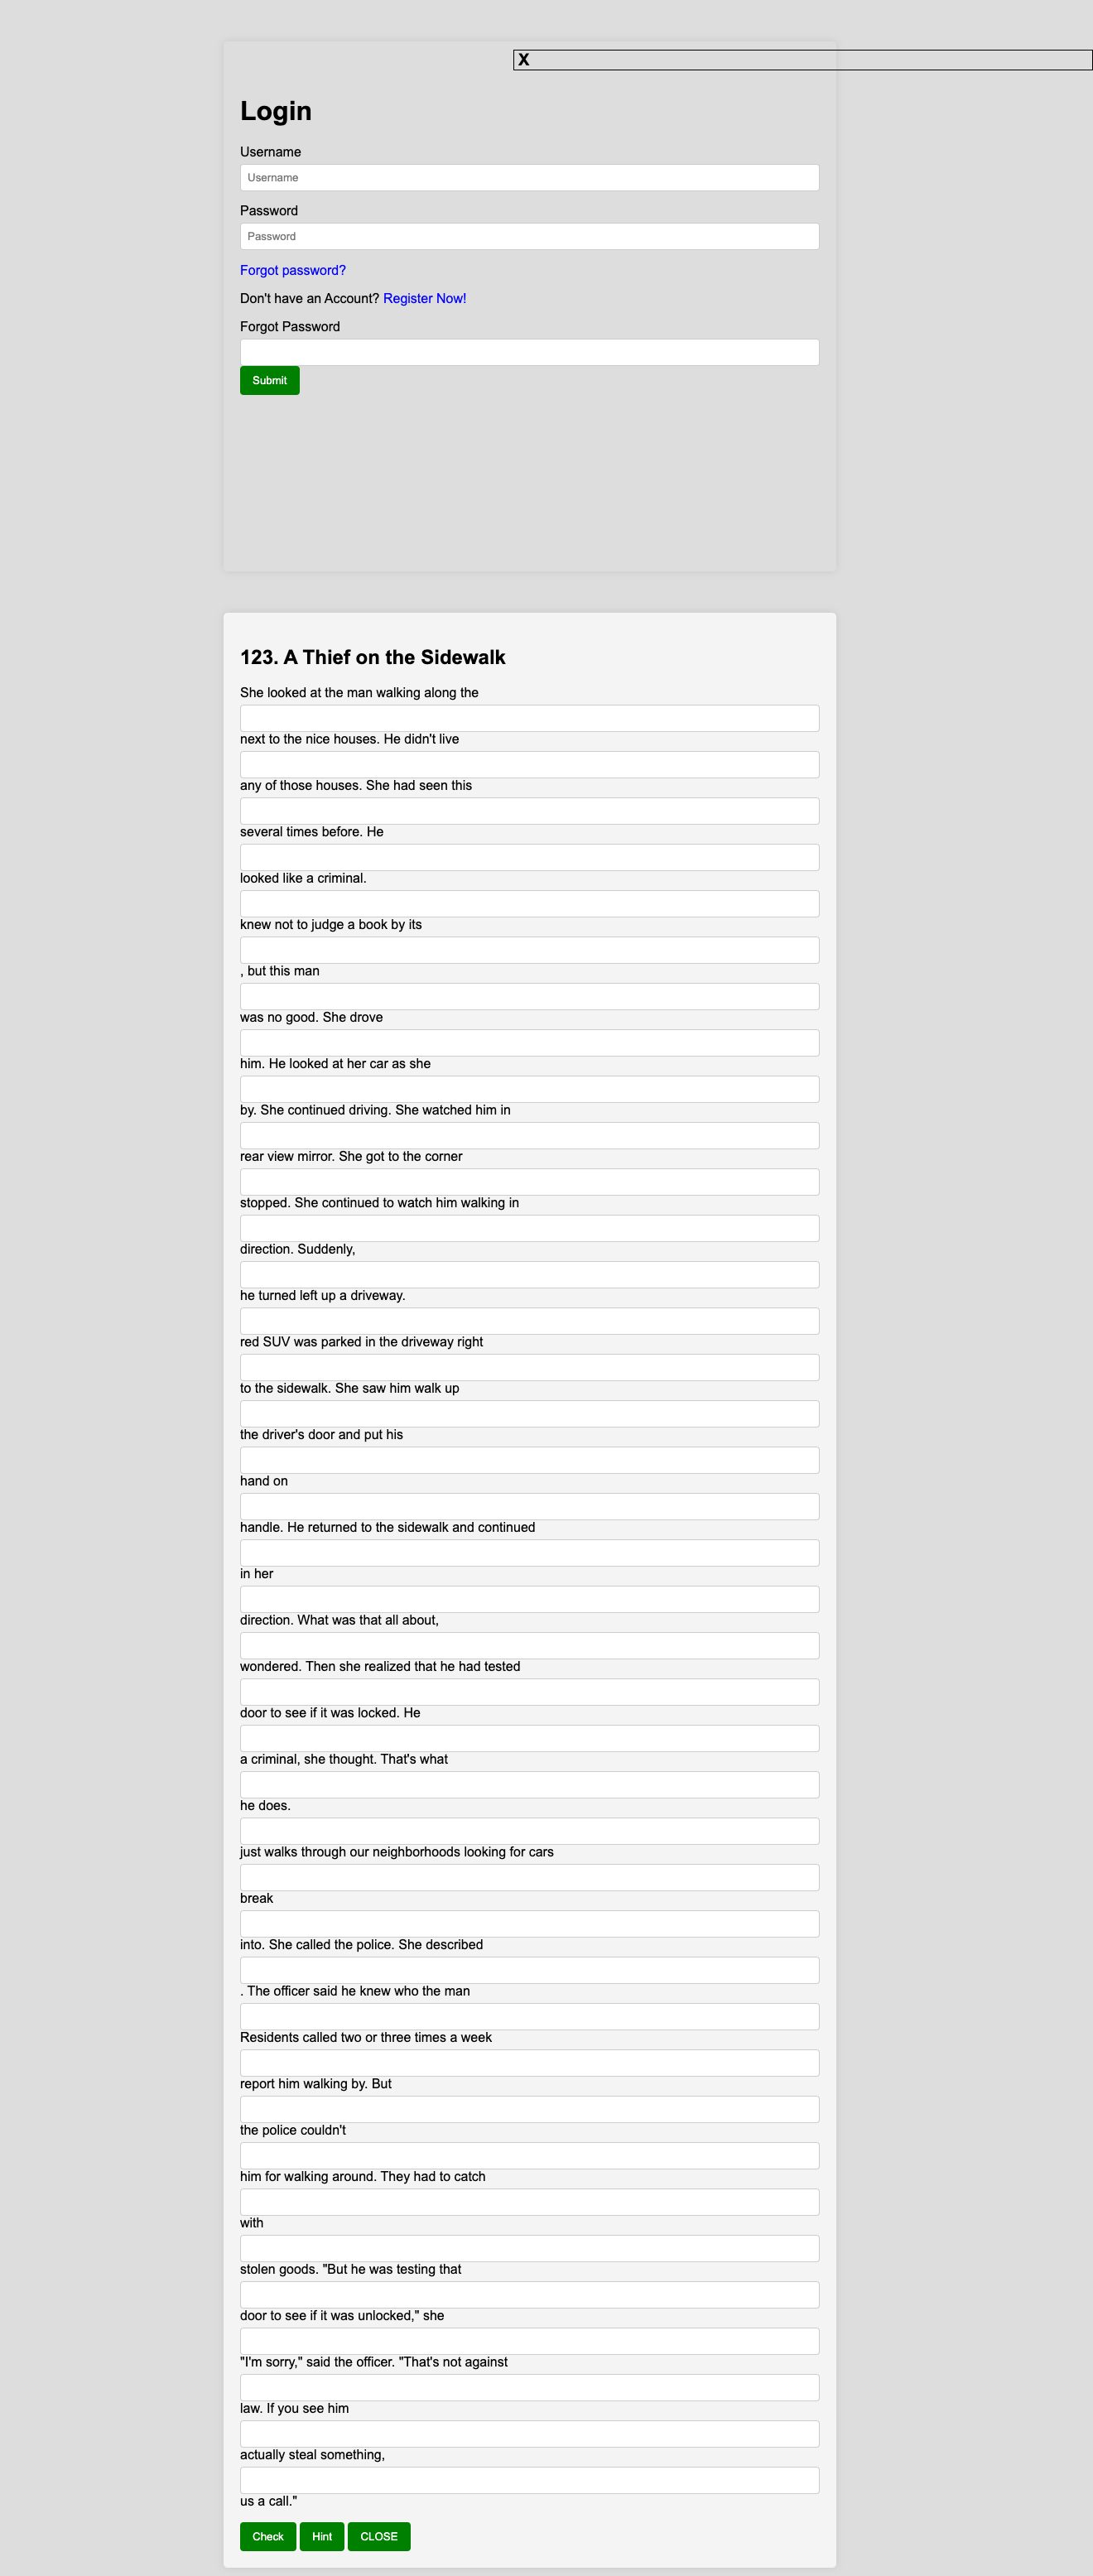 X
Login
Username
Username
Password
Password
Forgot password?
Don't have an Account? Register Now!
Forgot Password
Submit
123. A Thief on the Sidewalk
She looked at the man walking along the
next to the nice houses. He didn't live
any of those houses. She had seen this
several times before. He
looked like a criminal.
knew not to judge a book by its
, but this man
was no good. She drove
him. He looked at her car as she
by. She continued driving. She watched him in
rear view mirror. She got to the corner
stopped. She continued to watch him walking in
direction. Suddenly,
he turned left up a driveway.
red SUV was parked in the driveway right
to the sidewalk. She saw him walk up
the driver's door and put his
hand on
handle. He returned to the sidewalk and continued
in her
direction. What was that all about,
wondered. Then she realized that he had tested
door to see if it was locked. He
a criminal, she thought. That's what
he does.
just walks through our neighborhoods looking for cars
break
into. She called the police. She described
. The officer said he knew who the man
Residents called two or three times a week
report him walking by. But
the police couldn't
him for walking around. They had to catch
with
stolen goods. "But he was testing that
door to see if it was unlocked," she
"I'm sorry," said the officer. "That's not against
law. If you see him
actually steal something,
us a call."
Check Hint CLOSE